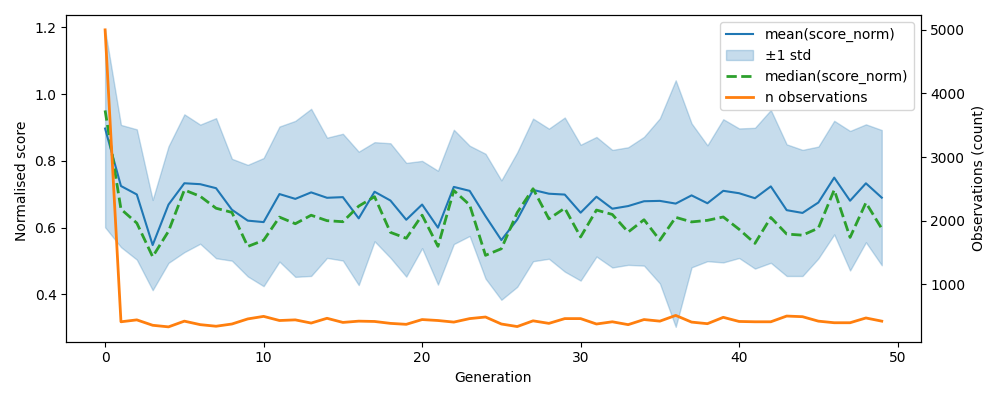 1.2
1.0
0.8
0.6
0.4
Normalised score
0
10
20
30
40
50
Generation
5000
4000
3000
2000
1000
Observations (count)
mean(score_norm)
±1 std
median(score_norm)
n observations